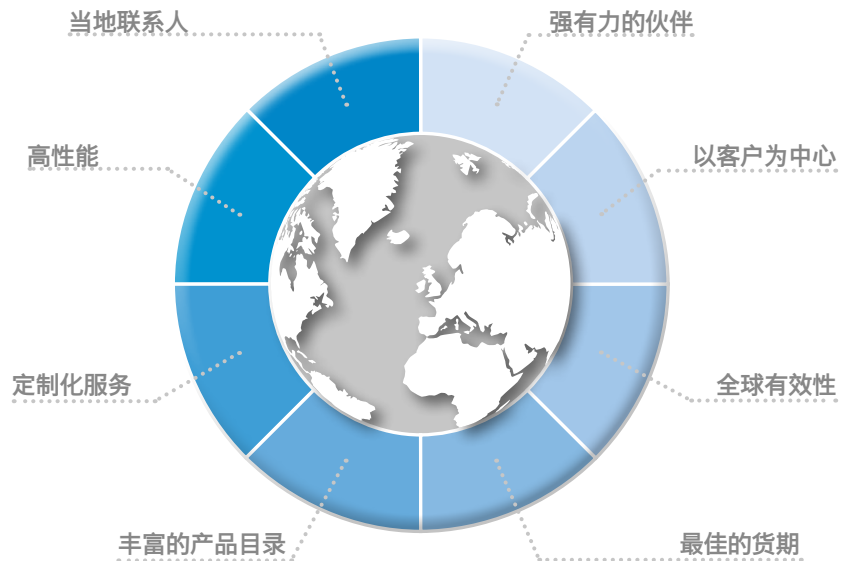 当地联系人
强有力的伙伴
高性能
以客户为中心
定制化服务
全球有效性
丰富的产品目录
最佳的货期